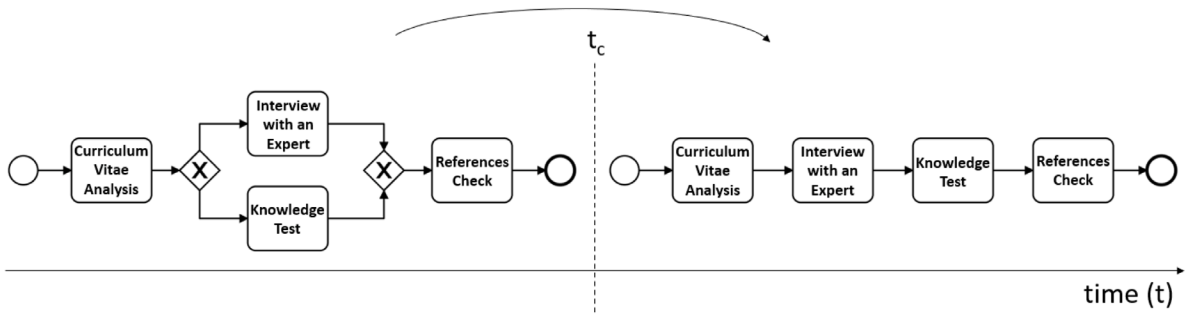 t_c
Curriculum
Vitae
Analysis
X
Interview
with an
Expert
Knowledge
Test
X
References
Check
Curriculum
Vitae
Analysis
Interview
with an
Expert
Knowledge
Test
References
Check
time (t)